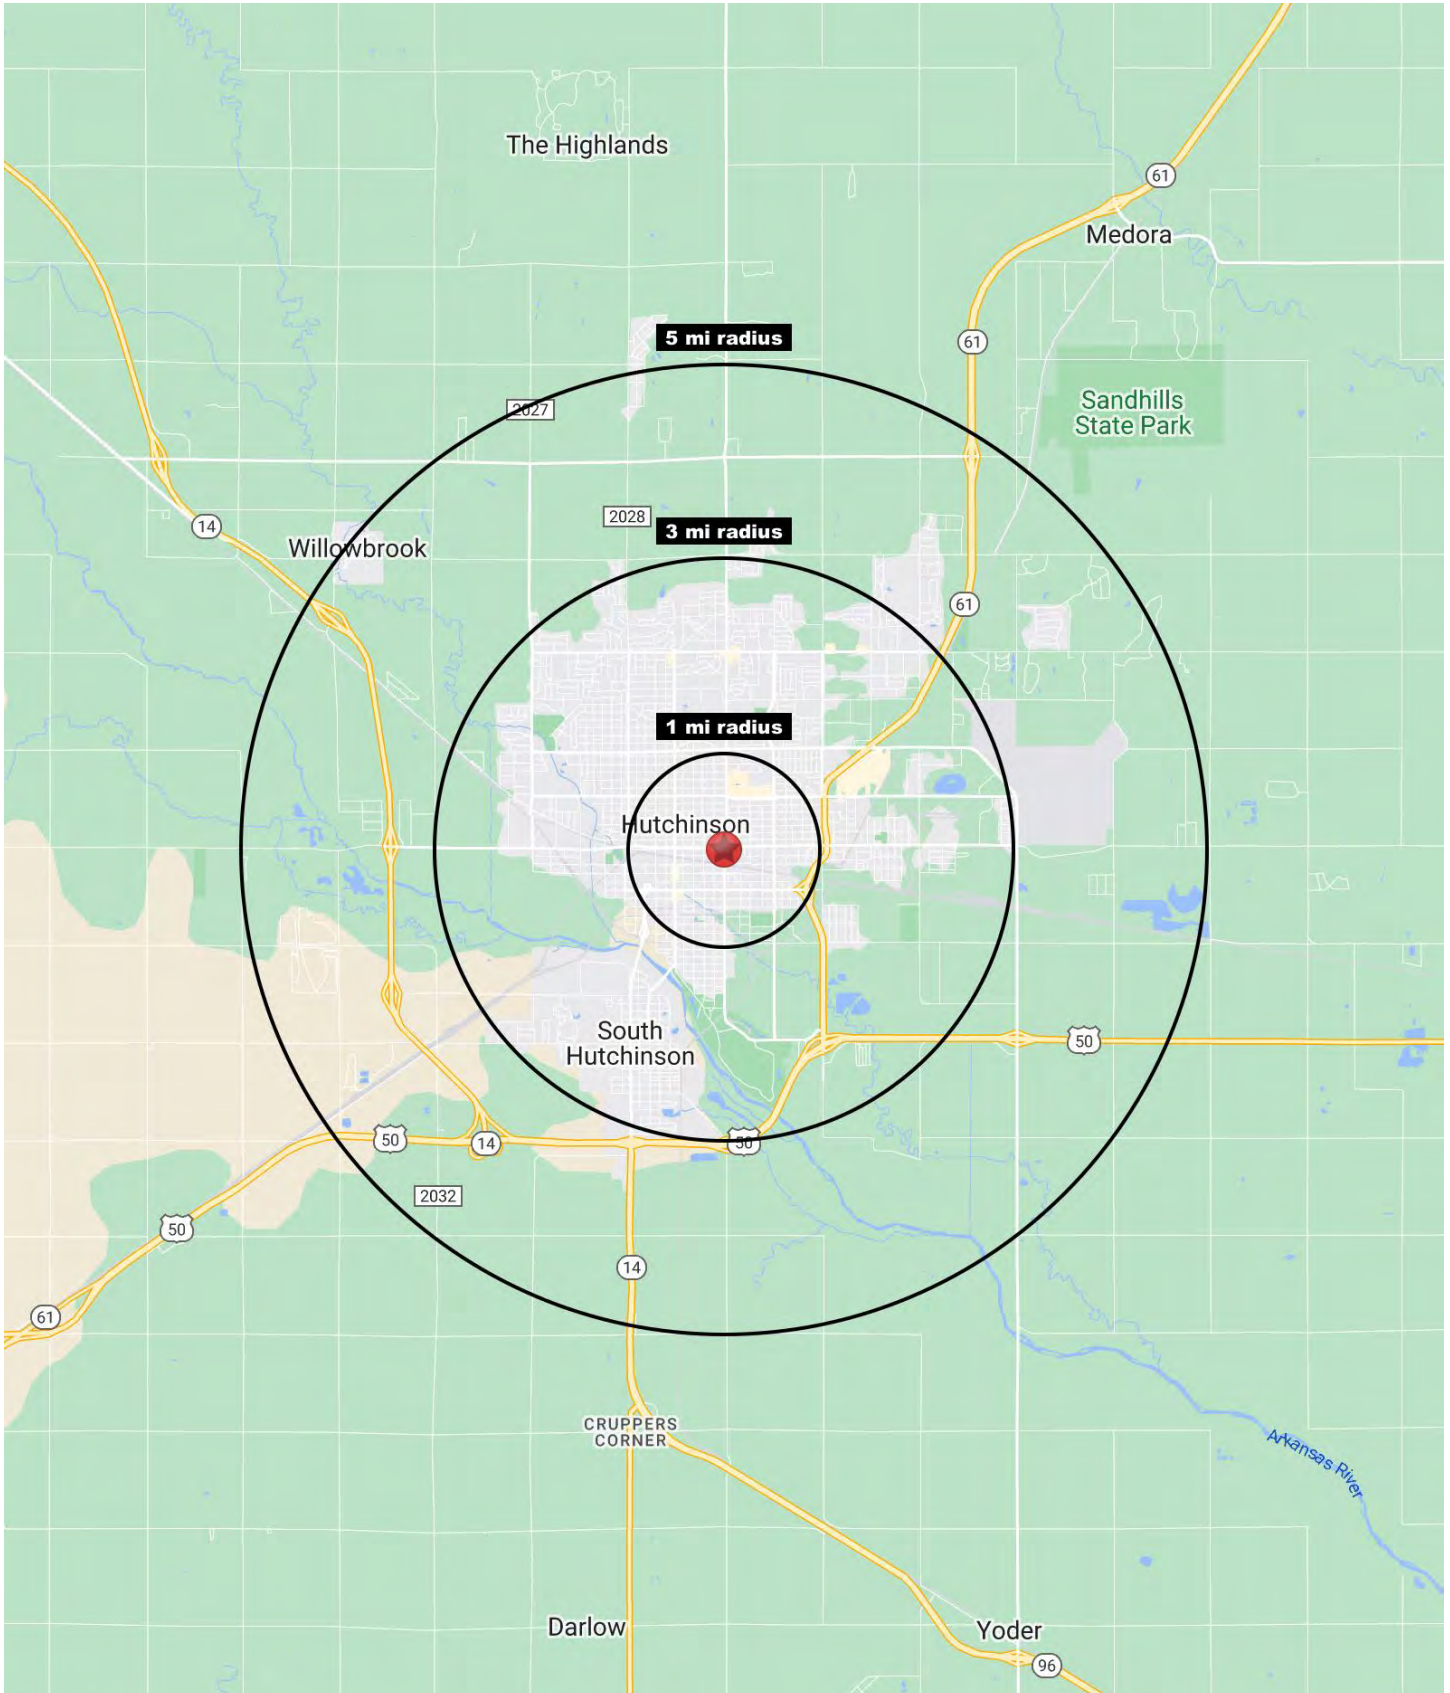 The Highlands
61
Medora
5 mi radius
61
2027
Sandhills
State Park
14
2028
3 mi radius
Willowbrook
61
1 mi radius
Hutchinson
South
Hutchinson
50
50
14
50
2032
50
14
61
CRUPPERS
CORNER
Arkansas River
Darlow
Yoder
96